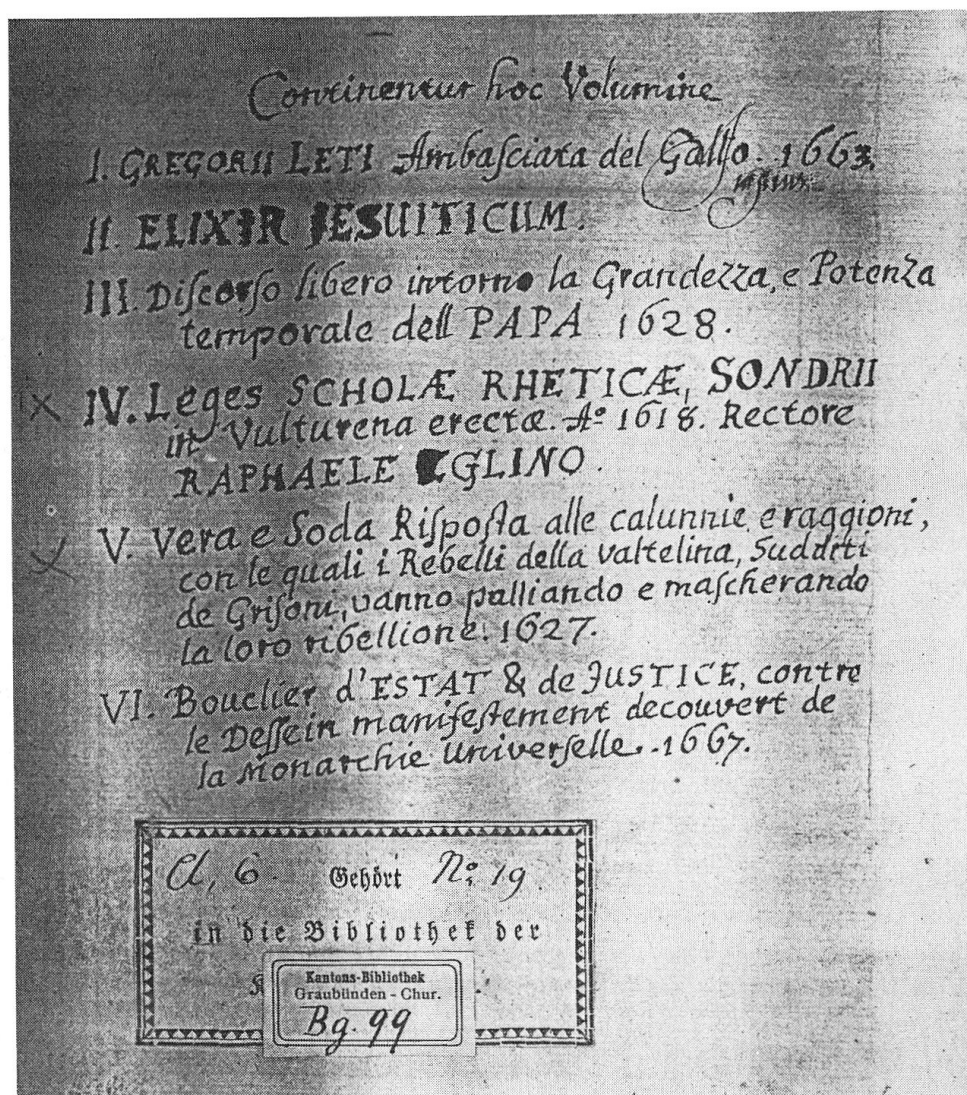 Continentur hoc Volumine
I. GREGORII LETI Ambasciata del Gallo. 1663.
II. ELIXIR JESUITICUM.
III. Discorso libero intorno la Grandezza, e Potenza
temporale dell PAPA 1628.
IV. Leges SCHOLÆ RHETICÆ, SONDRII
in Vulturena erectæ. Aº 1618. Rectore
RAPHAELE EGLINO.
V. Vera e Soda Risposta alle calunnie e raggioni,
con le quali i Rebelli della valtelina, Sudditi
de Grisoni, vanno palliando e mascherando
la loro ribellione. 1627.
VI. Bouclier d'ESTAT & de JUSTICE, contre
le Dessein manifestement decouvert de
la Monarchie Universelle. 1667.
Cl, 6. Gehört Nº: 19
in die Bibliothek der
Kantons-Bibliothek
Graubünden - Chur.
Bg. 99